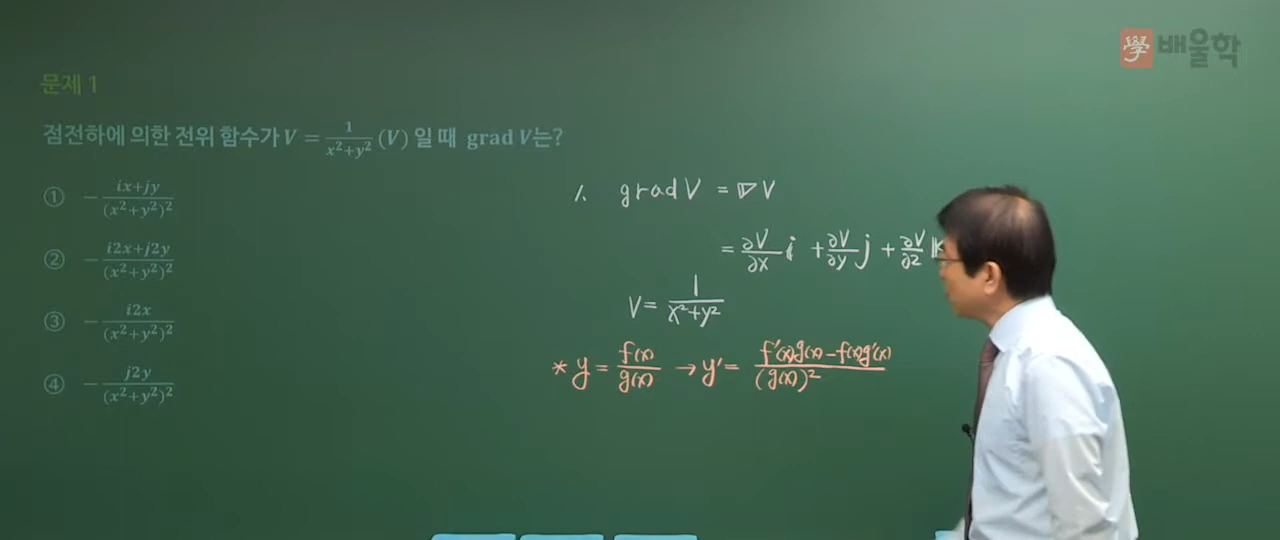 學 배울학
문제 1
점전하에 의한 전위 함수가 V = 1/(x²+y²) (V) 일 때 grad V는?
① − (ix+jy)/(x²+y²)²
② − (i2x+j2y)/(x²+y²)²
③ − i2x/(x²+y²)²
④ − j2y/(x²+y²)²
1. grad V = ∇V
= ∂V/∂x i + ∂V/∂y j + ∂V/∂z k
V = 1/(x²+y²)
* y = f(x)/g(x) → y′ = (f′(x)g(x) − f(x)g′(x))/(g(x))²